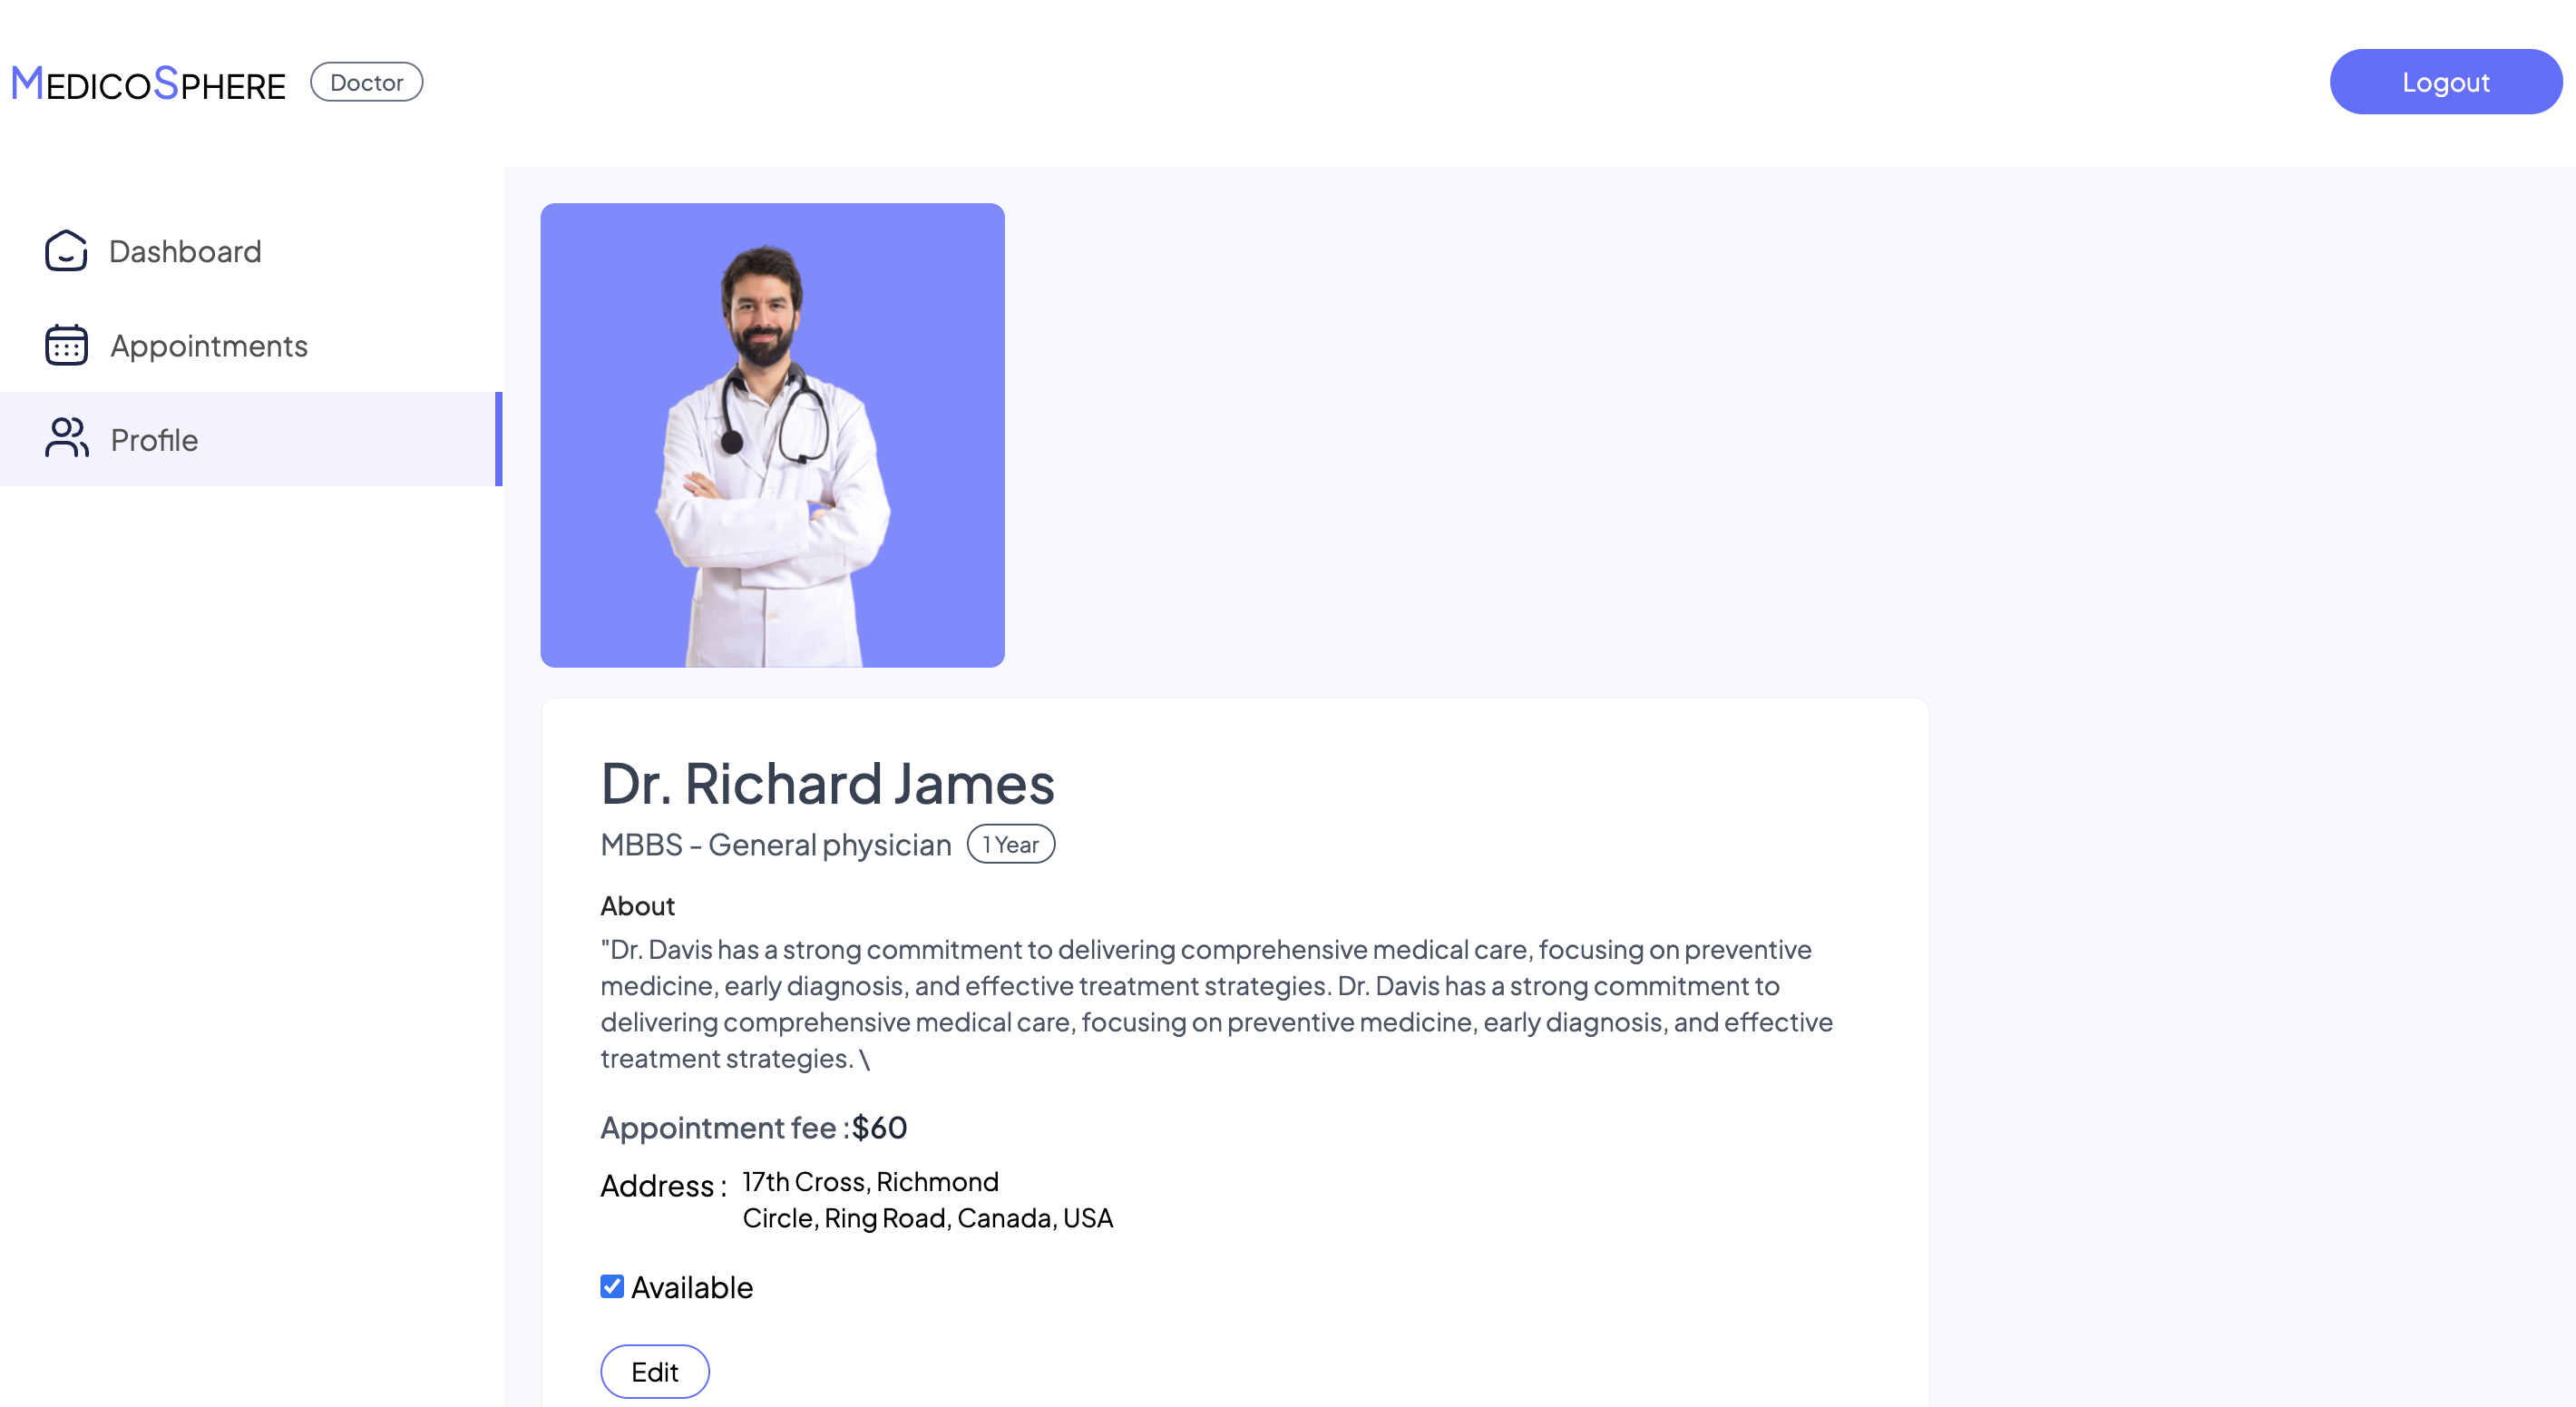 MEDICOSPHERE
Doctor
Logout
Dashboard
Appointments
Profile
Dr. Richard James
MBBS - General physician
1 Year
About
"Dr. Davis has a strong commitment to delivering comprehensive medical care, focusing on preventive
medicine, early diagnosis, and effective treatment strategies. Dr. Davis has a strong commitment to
delivering comprehensive medical care, focusing on preventive medicine, early diagnosis, and effective
treatment strategies. \
Appointment fee :$60
Address : 17th Cross, Richmond
Circle, Ring Road, Canada, USA
Available
Edit